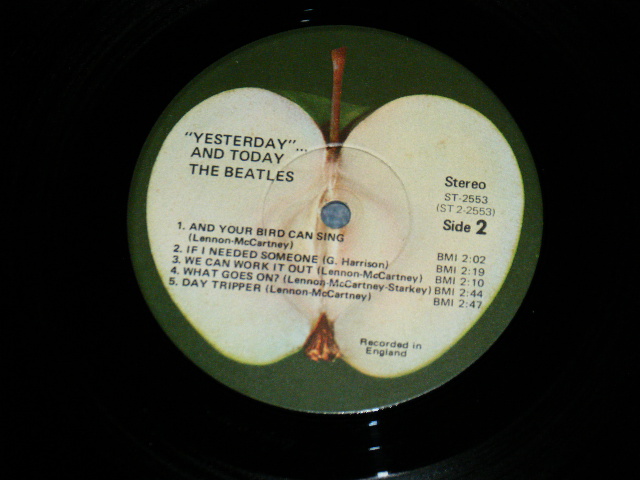 "YESTERDAY"...
AND TODAY
THE BEATLES
Stereo
ST-2553
(ST 2-2553)
Side 2
1. AND YOUR BIRD CAN SING
(Lennon-McCartney) BMI 2:02
2. IF I NEEDED SOMEONE (G. Harrison) BMI 2:19
3. WE CAN WORK IT OUT (Lennon-McCartney) BMI 2:10
4. WHAT GOES ON? (Lennon-McCartney-Starkey) BMI 2:44
5. DAY TRIPPER (Lennon-McCartney) BMI 2:47
Recorded in
England